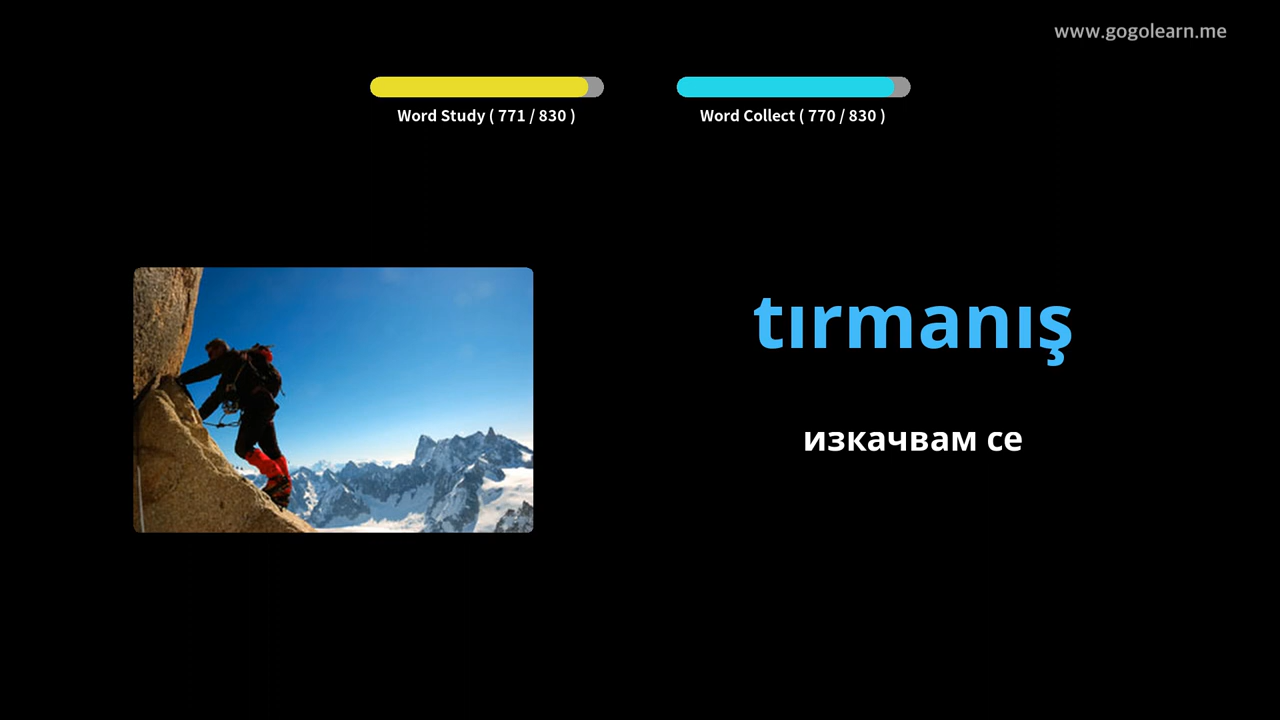 www.gogolearn.me
Word Study ( 771 / 830 )
Word Collect ( 770 / 830 )
tırmanış
изкачвам се